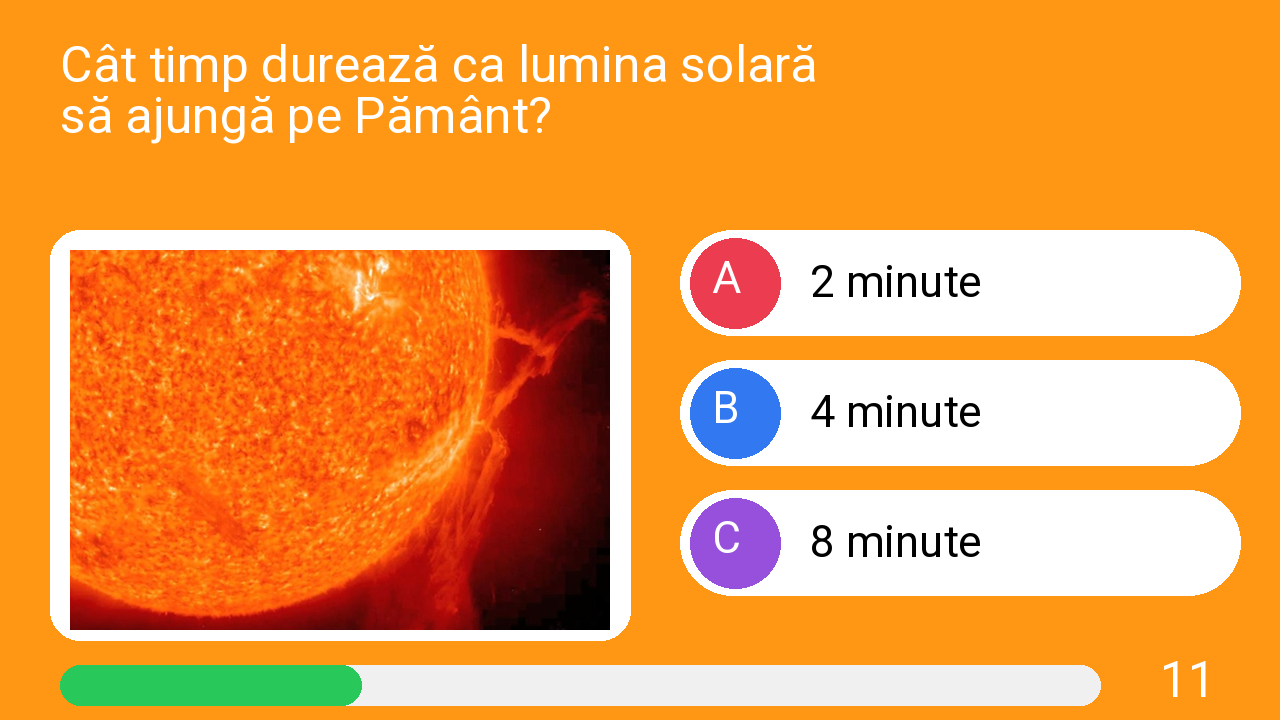 Cât timp durează ca lumina solară
să ajungă pe Pământ?
A 2 minute
B 4 minute
C 8 minute
11